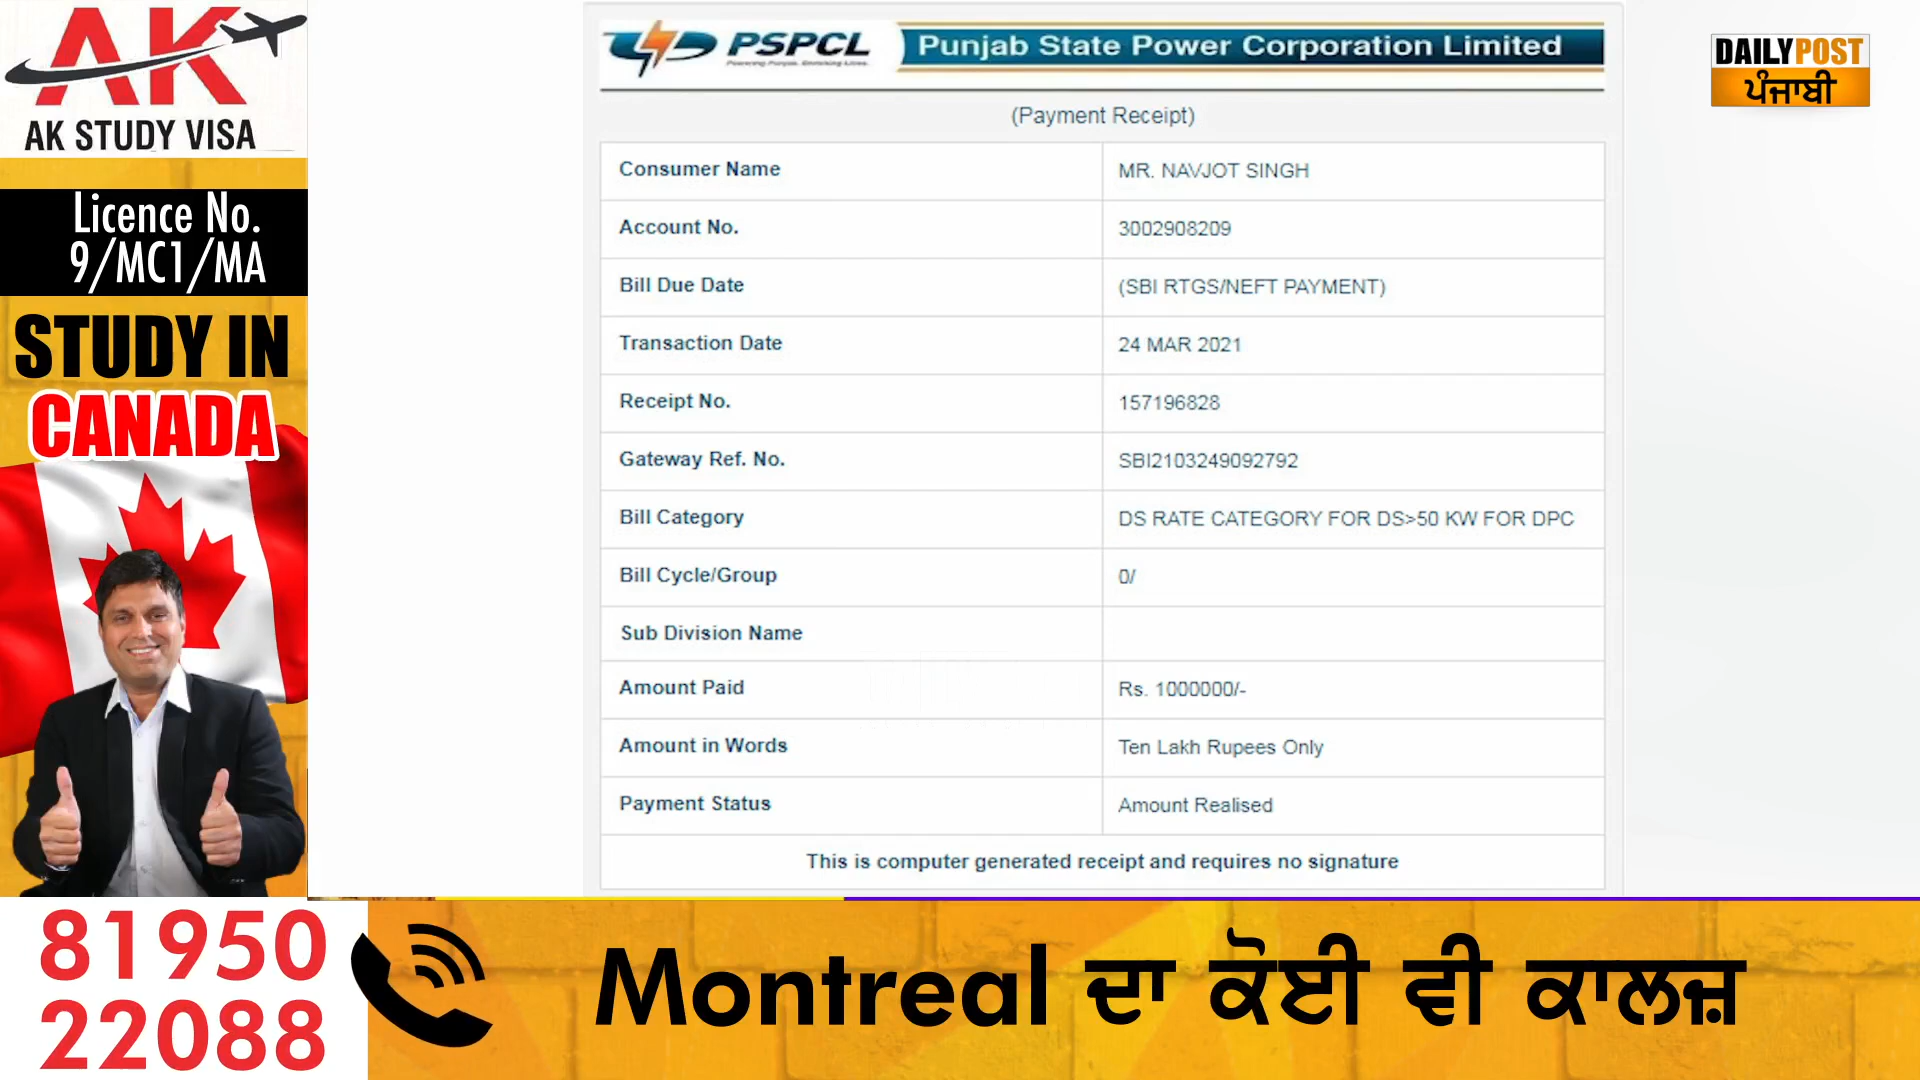 AK
AK STUDY VISA
Licence No.
9/MC1/MA
STUDY IN
CANADA
PSPCL
Punjab State Power Corporation Limited
(Payment Receipt)
Consumer Name MR. NAVJOT SINGH
Account No. 3002908209
Bill Due Date (SBI RTGS/NEFT PAYMENT)
Transaction Date 24 MAR 2021
Receipt No. 157196828
Gateway Ref. No. SBI2103249092792
Bill Category DS RATE CATEGORY FOR DS>50 KW FOR DPC
Bill Cycle/Group 0/
Sub Division Name
Amount Paid Rs. 1000000/-
Amount in Words Ten Lakh Rupees Only
Payment Status Amount Realised
This is computer generated receipt and requires no signature
DAILYPOST
ਪੰਜਾਬੀ
81950
22088
Montreal ਦਾ ਕੋਈ ਵੀ ਕਾਲਜ਼